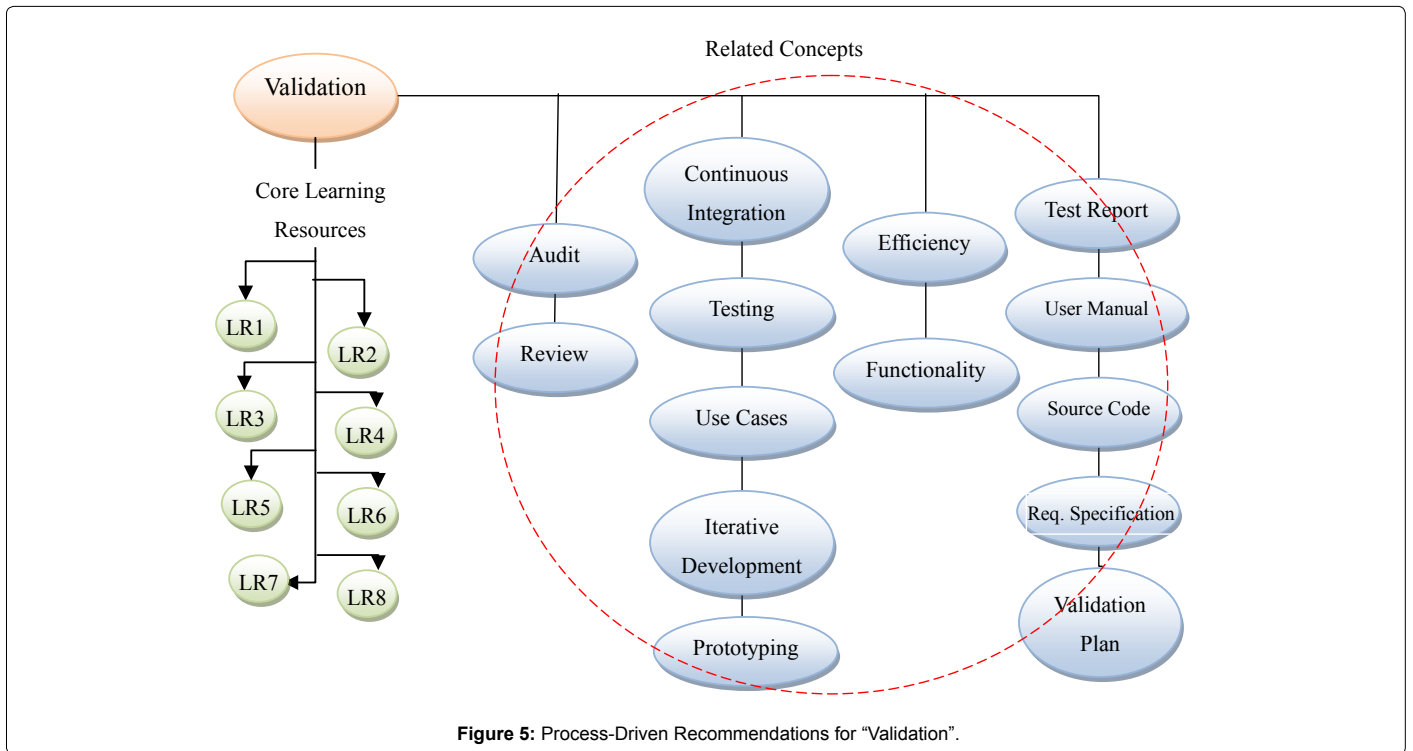 Related Concepts
Validation
Core Learning
Resources
LR1
LR2
LR3
LR4
LR5
LR6
LR7
LR8
Audit
Review
Continuous
Integration
Testing
Use Cases
Iterative
Development
Prototyping
Efficiency
Functionality
Test Report
User Manual
Source Code
Req. Specification
Validation
Plan
Figure 5: Process-Driven Recommendations for “Validation”.